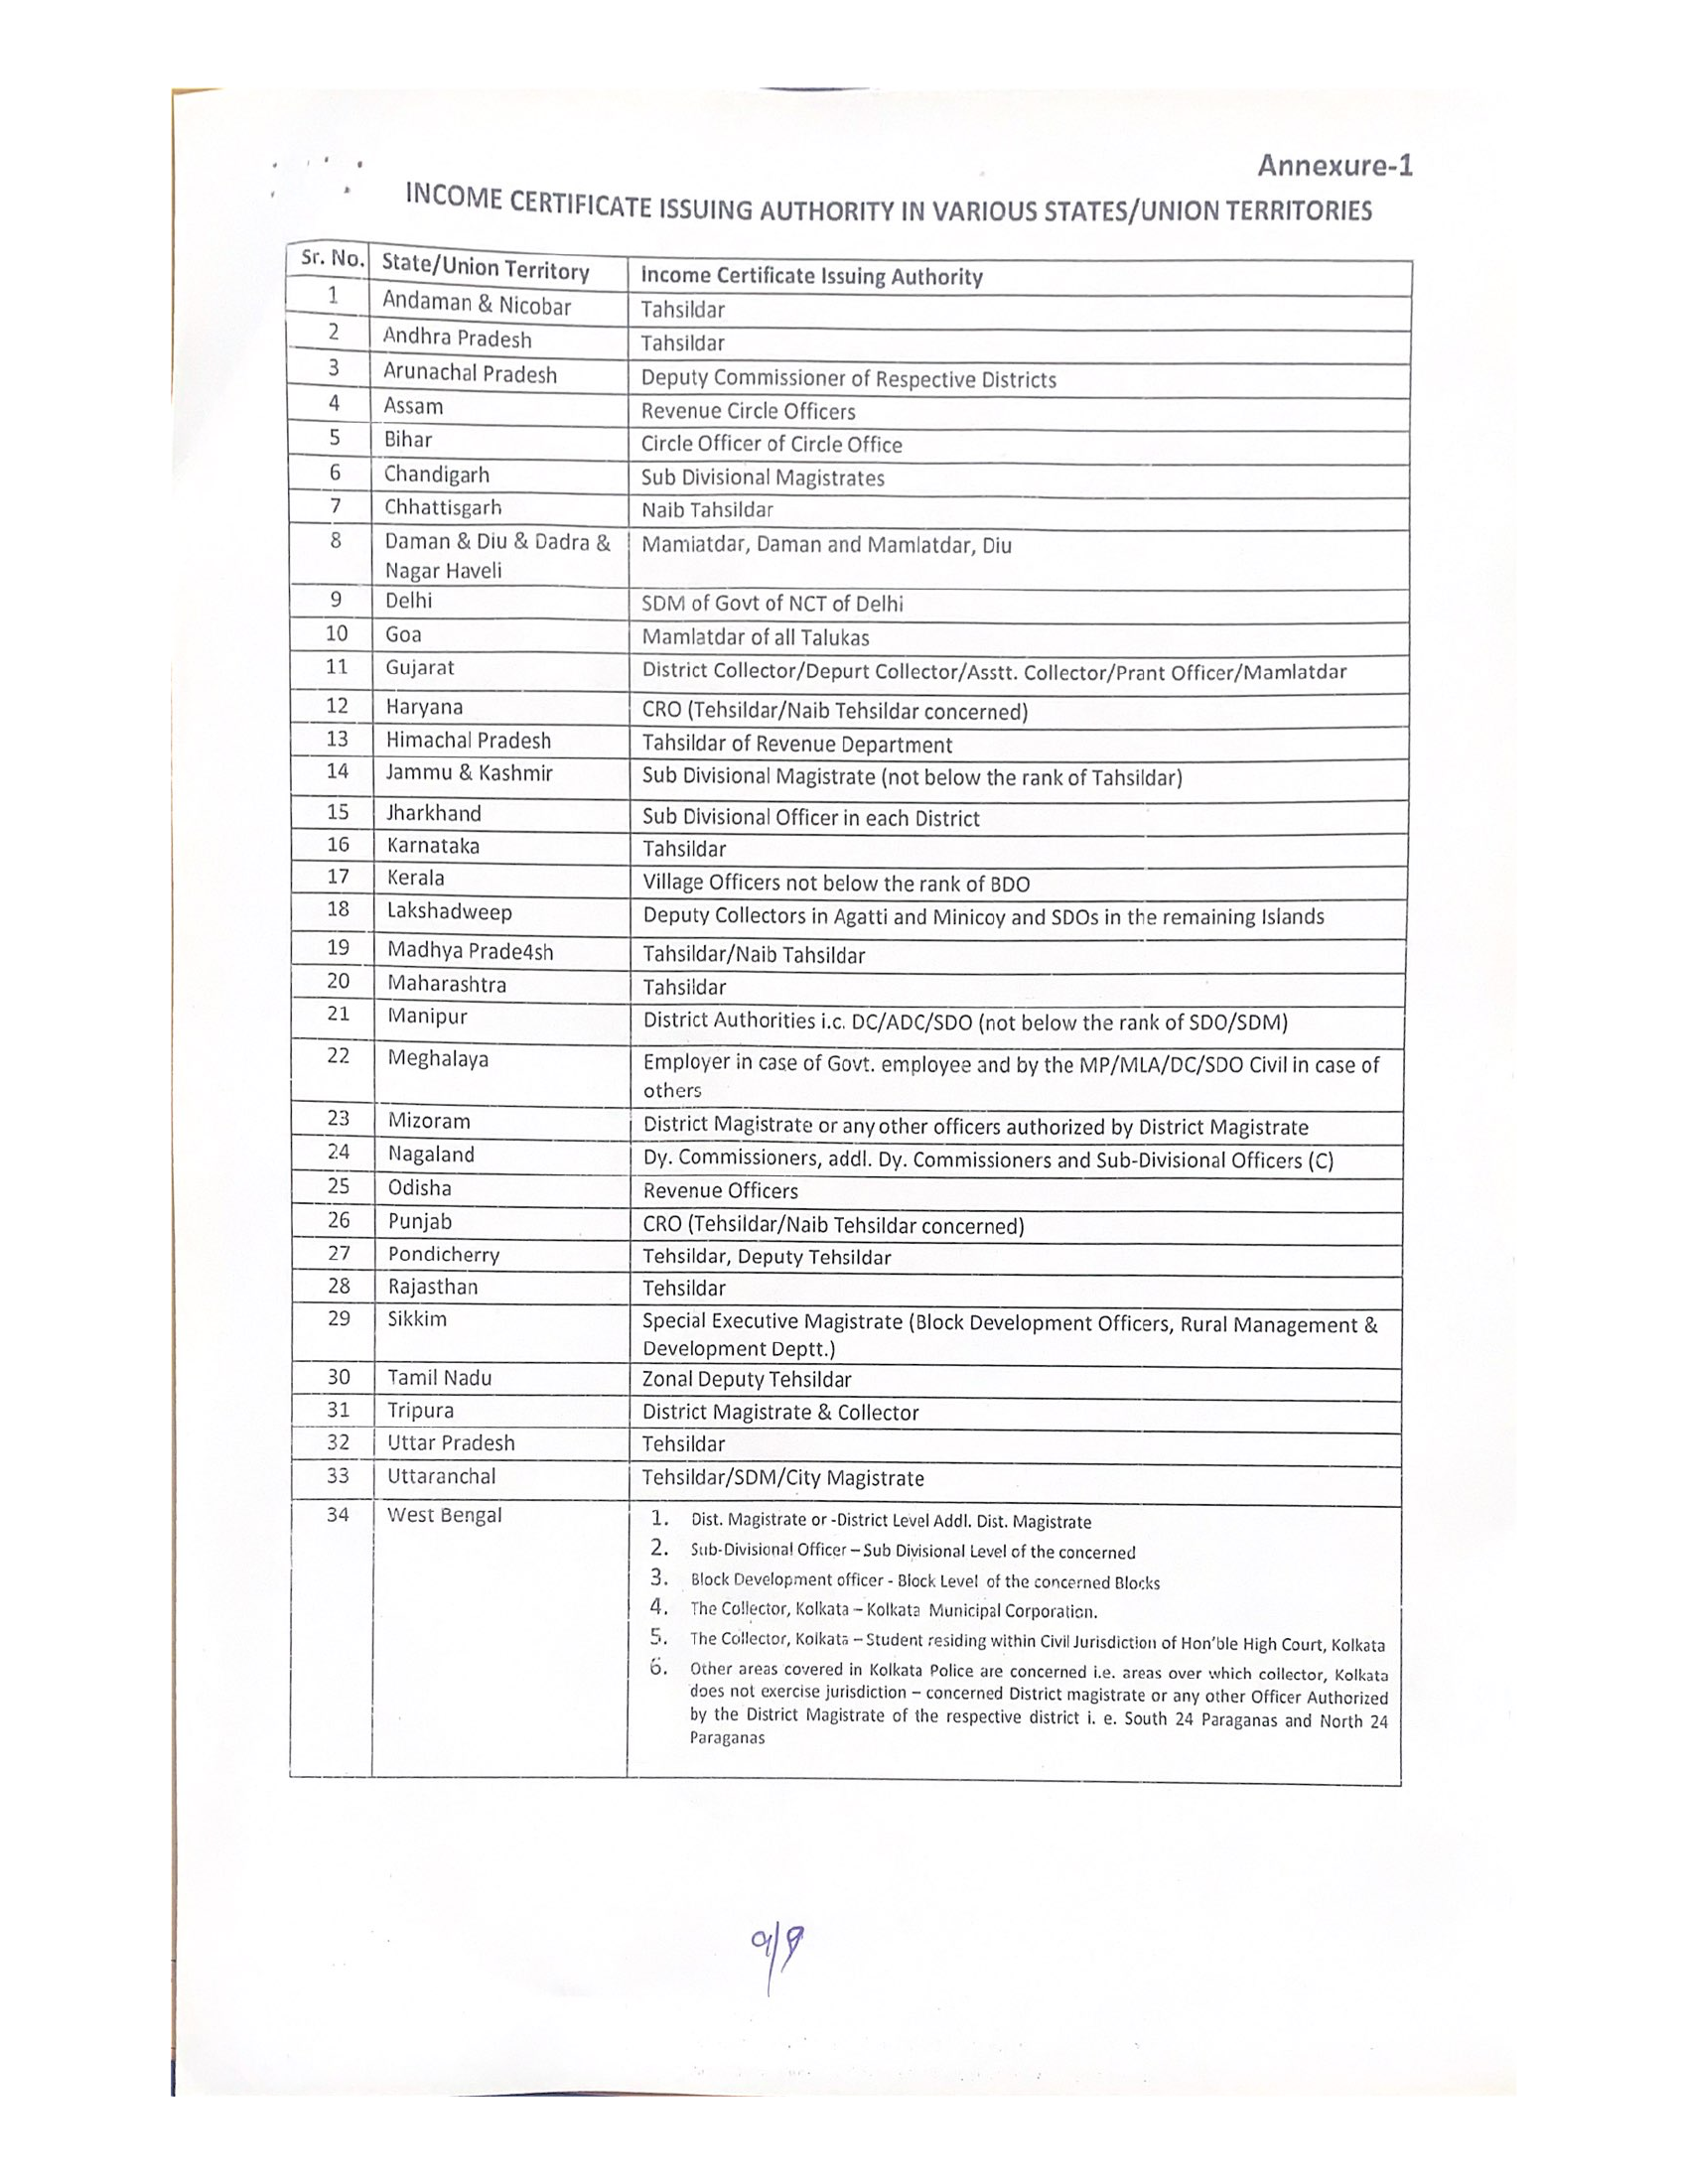 Annexure-1
INCOME CERTIFICATE ISSUING AUTHORITY IN VARIOUS STATES/UNION TERRITORIES
Sr. No. State/Union Territory Income Certificate Issuing Authority
1 Andaman & Nicobar Tahsildar
2 Andhra Pradesh Tahsildar
3 Arunachal Pradesh Deputy Commissioner of Respective Districts
4 Assam Revenue Circle Officers
5 Bihar Circle Officer of Circle Office
6 Chandigarh Sub Divisional Magistrates
7 Chhattisgarh Naib Tahsildar
8 Daman & Diu & Dadra & Mamiatdar, Daman and Mamlatdar, Diu
Nagar Haveli
9 Delhi SDM of Govt of NCT of Delhi
10 Goa Mamlatdar of all Talukas
11 Gujarat District Collector/Depurt Collector/Asstt. Collector/Prant Officer/Mamlatdar
12 Haryana CRO (Tehsildar/Naib Tehsildar concerned)
13 Himachal Pradesh Tahsildar of Revenue Department
14 Jammu & Kashmir Sub Divisional Magistrate (not below the rank of Tahsildar)
15 Jharkhand Sub Divisional Officer in each District
16 Karnataka Tahsildar
17 Kerala Village Officers not below the rank of BDO
18 Lakshadweep Deputy Collectors in Agatti and Minicoy and SDOs in the remaining Islands
19 Madhya Prade4sh Tahsildar/Naib Tahsildar
20 Maharashtra Tahsildar
21 Manipur District Authorities i.c. DC/ADC/SDO (not below the rank of SDO/SDM)
22 Meghalaya Employer in case of Govt. employee and by the MP/MLA/DC/SDO Civil in case of
others
23 Mizoram District Magistrate or any other officers authorized by District Magistrate
24 Nagaland Dy. Commissioners, addl. Dy. Commissioners and Sub-Divisional Officers (C)
25 Odisha Revenue Officers
26 Punjab CRO (Tehsildar/Naib Tehsildar concerned)
27 Pondicherry Tehsildar, Deputy Tehsildar
28 Rajasthan Tehsildar
29 Sikkim Special Executive Magistrate (Block Development Officers, Rural Management &
Development Deptt.)
30 Tamil Nadu Zonal Deputy Tehsildar
31 Tripura District Magistrate & Collector
32 Uttar Pradesh Tehsildar
33 Uttaranchal Tehsildar/SDM/City Magistrate
34 West Bengal 1. Dist. Magistrate or -District Level Addl. Dist. Magistrate
2. Sub-Divisional Officer – Sub Divisional Level of the concerned
3. Block Development officer - Block Level of the concerned Blocks
4. The Collector, Kolkata – Kolkata Municipal Corporation.
5. The Collector, Kolkata – Student residing within Civil Jurisdiction of Hon'ble High Court, Kolkata
6. Other areas covered in Kolkata Police are concerned i.e. areas over which collector, Kolkata
does not exercise jurisdiction – concerned District magistrate or any other Officer Authorized
by the District Magistrate of the respective district i. e. South 24 Paraganas and North 24
Paraganas